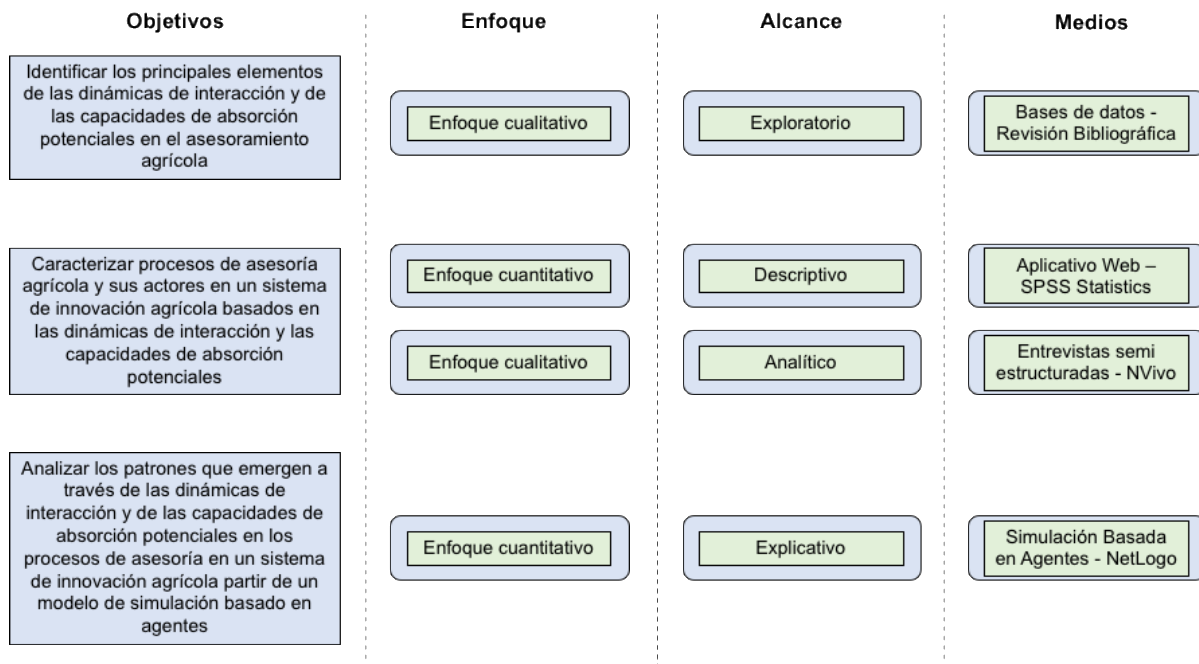 Objetivos
Enfoque
Alcance
Medios
Identificar los principales elementos
de las dinámicas de interacción y de
las capacidades de absorción
potenciales en el asesoramiento
agrícola
Enfoque cualitativo
Exploratorio
Bases de datos -
Revisión Bibliográfica
Caracterizar procesos de asesoría
agrícola y sus actores en un sistema
de innovación agrícola basados en
las dinámicas de interacción y las
capacidades de absorción
potenciales
Enfoque cuantitativo
Descriptivo
Aplicativo Web –
SPSS Statistics
Enfoque cualitativo
Analítico
Entrevistas semi
estructuradas - NVivo
Analizar los patrones que emergen a
través de las dinámicas de
interacción y de las capacidades de
absorción potenciales en los
procesos de asesoría en un sistema
de innovación agrícola partir de un
modelo de simulación basado en
agentes
Enfoque cuantitativo
Explicativo
Simulación Basada
en Agentes - NetLogo